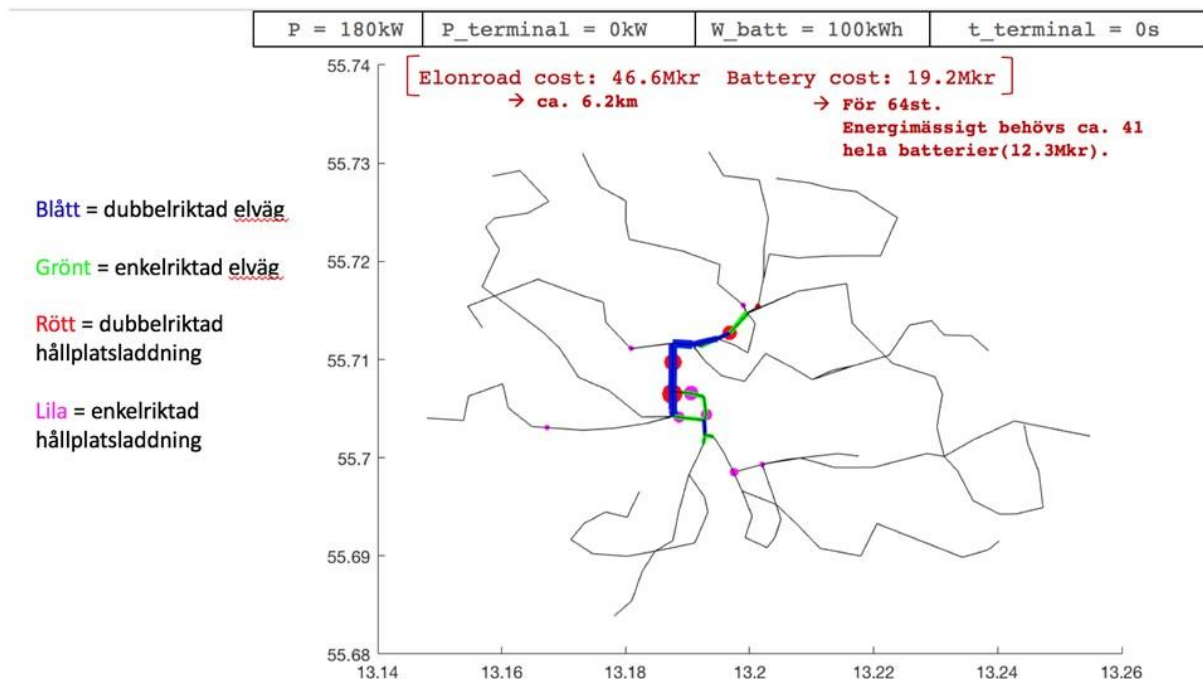 P = 180kW P_terminal = 0kW W_batt = 100kWh t_terminal = 0s
Elonroad cost: 46.6Mkr Battery cost: 19.2Mkr
→ ca. 6.2km → För 64st.
Energimässigt behövs ca. 41
hela batterier(12.3Mkr).
Blått = dubbelriktad elväg
Grönt = enkelriktad elväg
Rött = dubbelriktad
hållplatsladdning
Lila = enkelriktad
hållplatsladdning
55.74
55.73
55.72
55.71
55.7
55.69
55.68
13.14 13.16 13.18 13.2 13.22 13.24 13.26